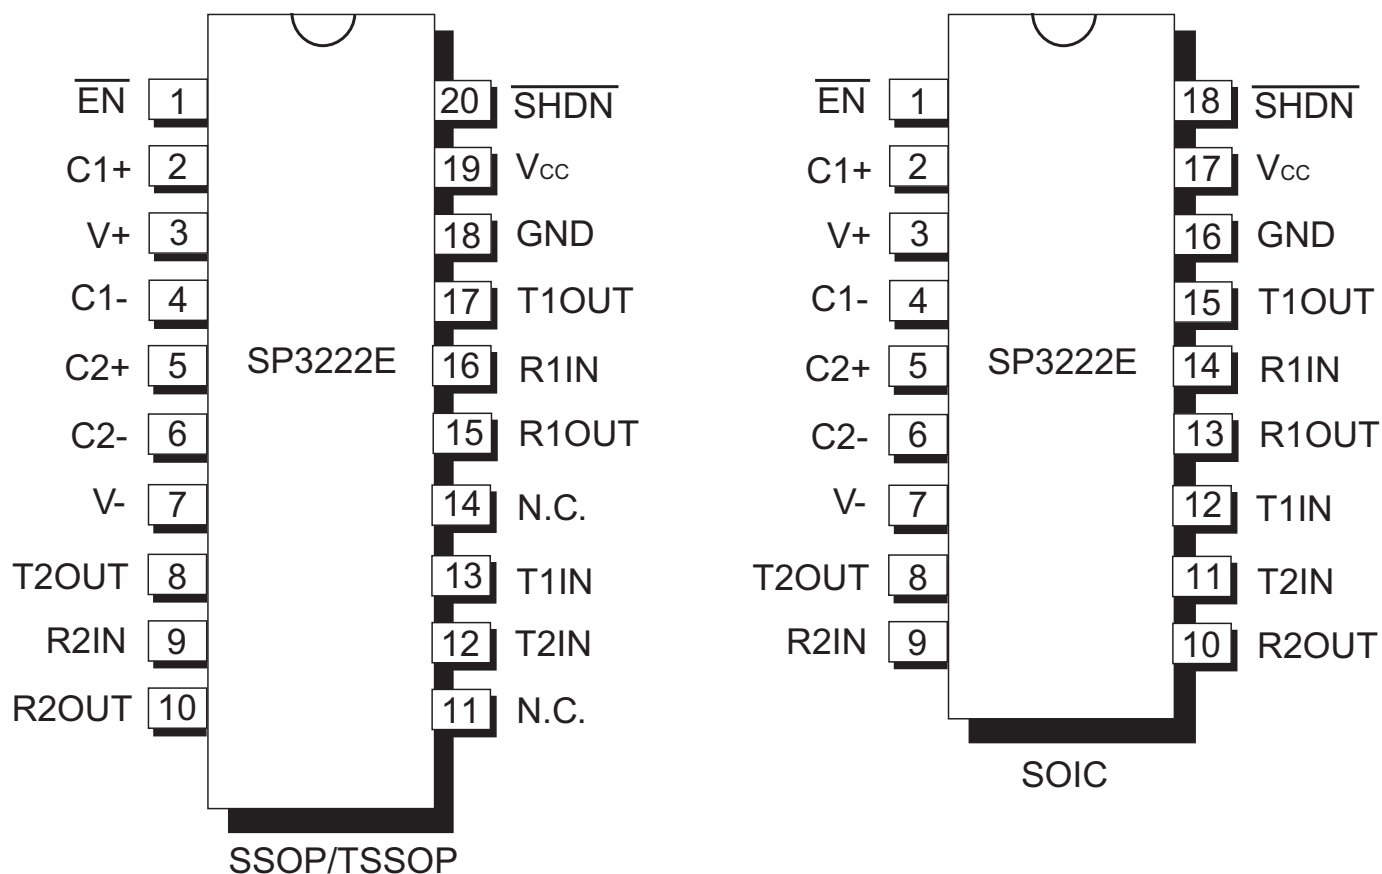 EN 1 20 SHDN
C1+ 2 19 VCC
V+ 3 18 GND
C1- 4 17 T1OUT
C2+ 5 SP3222E 16 R1IN
C2- 6 15 R1OUT
V- 7 14 N.C.
T2OUT 8 13 T1IN
R2IN 9 12 T2IN
R2OUT 10 11 N.C.
SSOP/TSSOP
EN 1 18 SHDN
C1+ 2 17 VCC
V+ 3 16 GND
C1- 4 15 T1OUT
C2+ 5 SP3222E 14 R1IN
C2- 6 13 R1OUT
V- 7 12 T1IN
T2OUT 8 11 T2IN
R2IN 9 10 R2OUT
SOIC